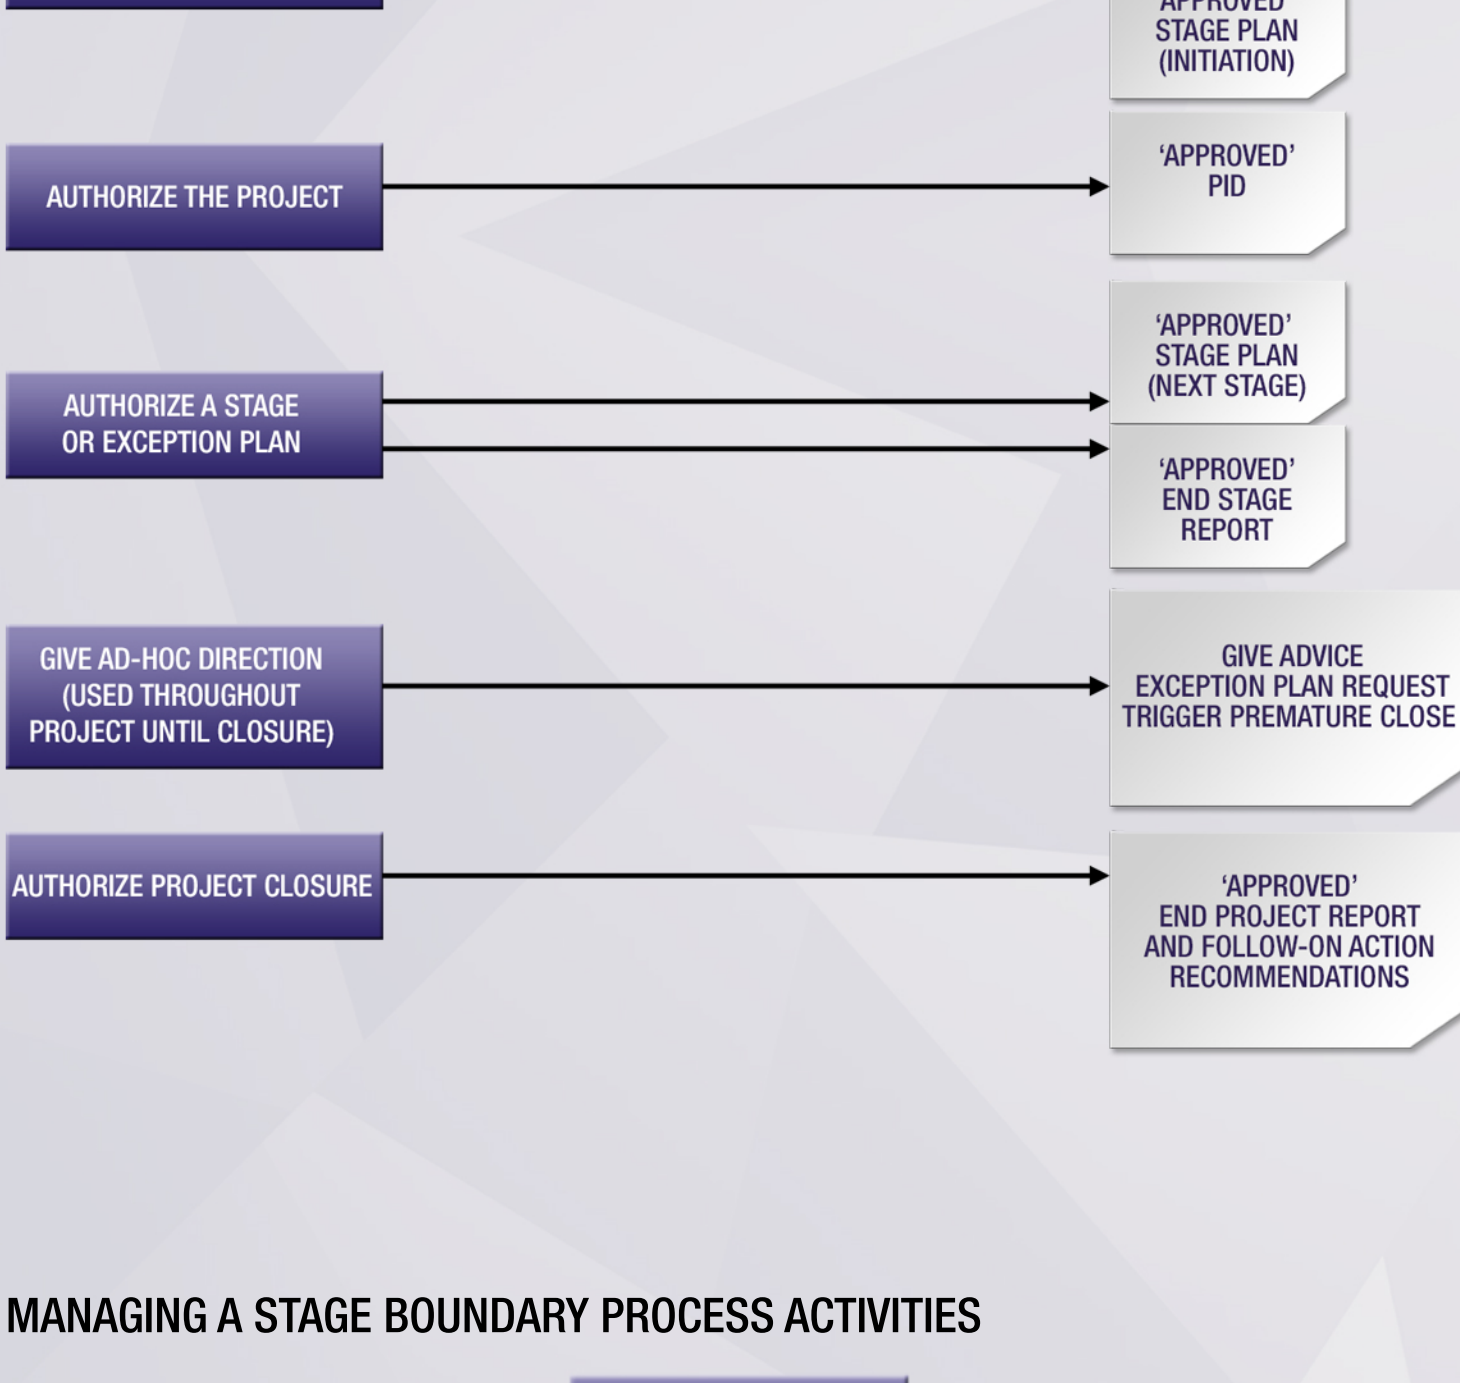 STAGE PLAN
(INITIATION)
AUTHORIZE THE PROJECT
‘APPROVED’
PID
AUTHORIZE A STAGE
OR EXCEPTION PLAN
‘APPROVED’
STAGE PLAN
(NEXT STAGE)
‘APPROVED’
END STAGE
REPORT
GIVE AD-HOC DIRECTION
(USED THROUGHOUT
PROJECT UNTIL CLOSURE)
GIVE ADVICE
EXCEPTION PLAN REQUEST
TRIGGER PREMATURE CLOSE
AUTHORIZE PROJECT CLOSURE
‘APPROVED’
END PROJECT REPORT
AND FOLLOW-ON ACTION
RECOMMENDATIONS
MANAGING A STAGE BOUNDARY PROCESS ACTIVITIES